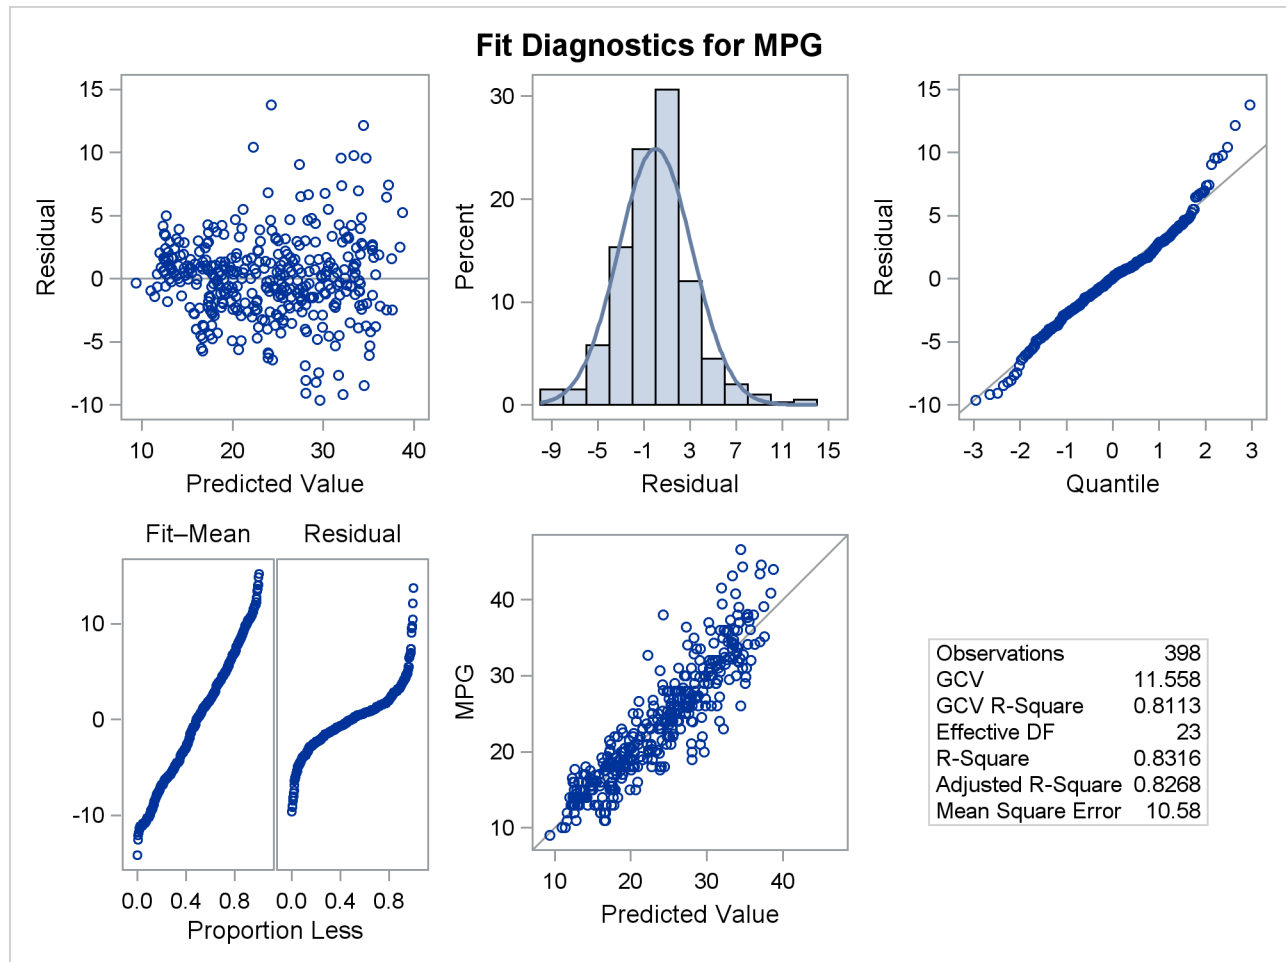 Fit Diagnostics for MPG
15
10
5
0
-5
-10
Residual
10 20 30 40
Predicted Value
30
20
10
0
Percent
-9 -5 -1 3 7 11 15
Residual
15
10
5
0
-5
-10
Residual
-3 -2 -1 0 1 2 3
Quantile
Fit–Mean Residual
10
0
-10
0.0 0.4 0.8 0.0 0.4 0.8
Proportion Less
40
30
20
10
MPG
10 20 30 40
Predicted Value
Observations 398
GCV 11.558
GCV R-Square 0.8113
Effective DF 23
R-Square 0.8316
Adjusted R-Square 0.8268
Mean Square Error 10.58